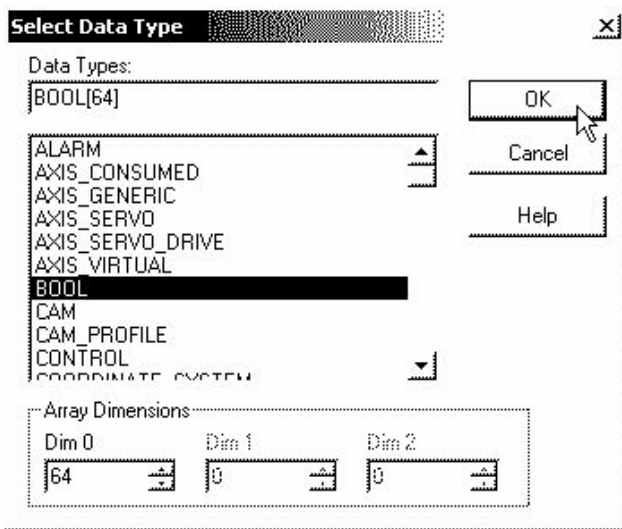 Select Data Type
Data Types:
BOOL[64]
OK
ALARM
Cancel
AXIS_CONSUMED
AXIS_GENERIC
AXIS_SERVO
Help
AXIS_SERVO_DRIVE
AXIS_VIRTUAL
BOOL
CAM
CAM_PROFILE
CONTROL
COORDINATE_SYSTEM
Array Dimensions
Dim 0 Dim 1 Dim 2
64 0 0